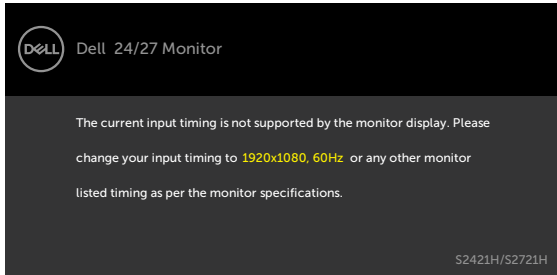 DELL
Dell 24/27 Monitor
The current input timing is not supported by the monitor display. Please
change your input timing to 1920x1080, 60Hz or any other monitor
listed timing as per the monitor specifications.
S2421H/S2721H